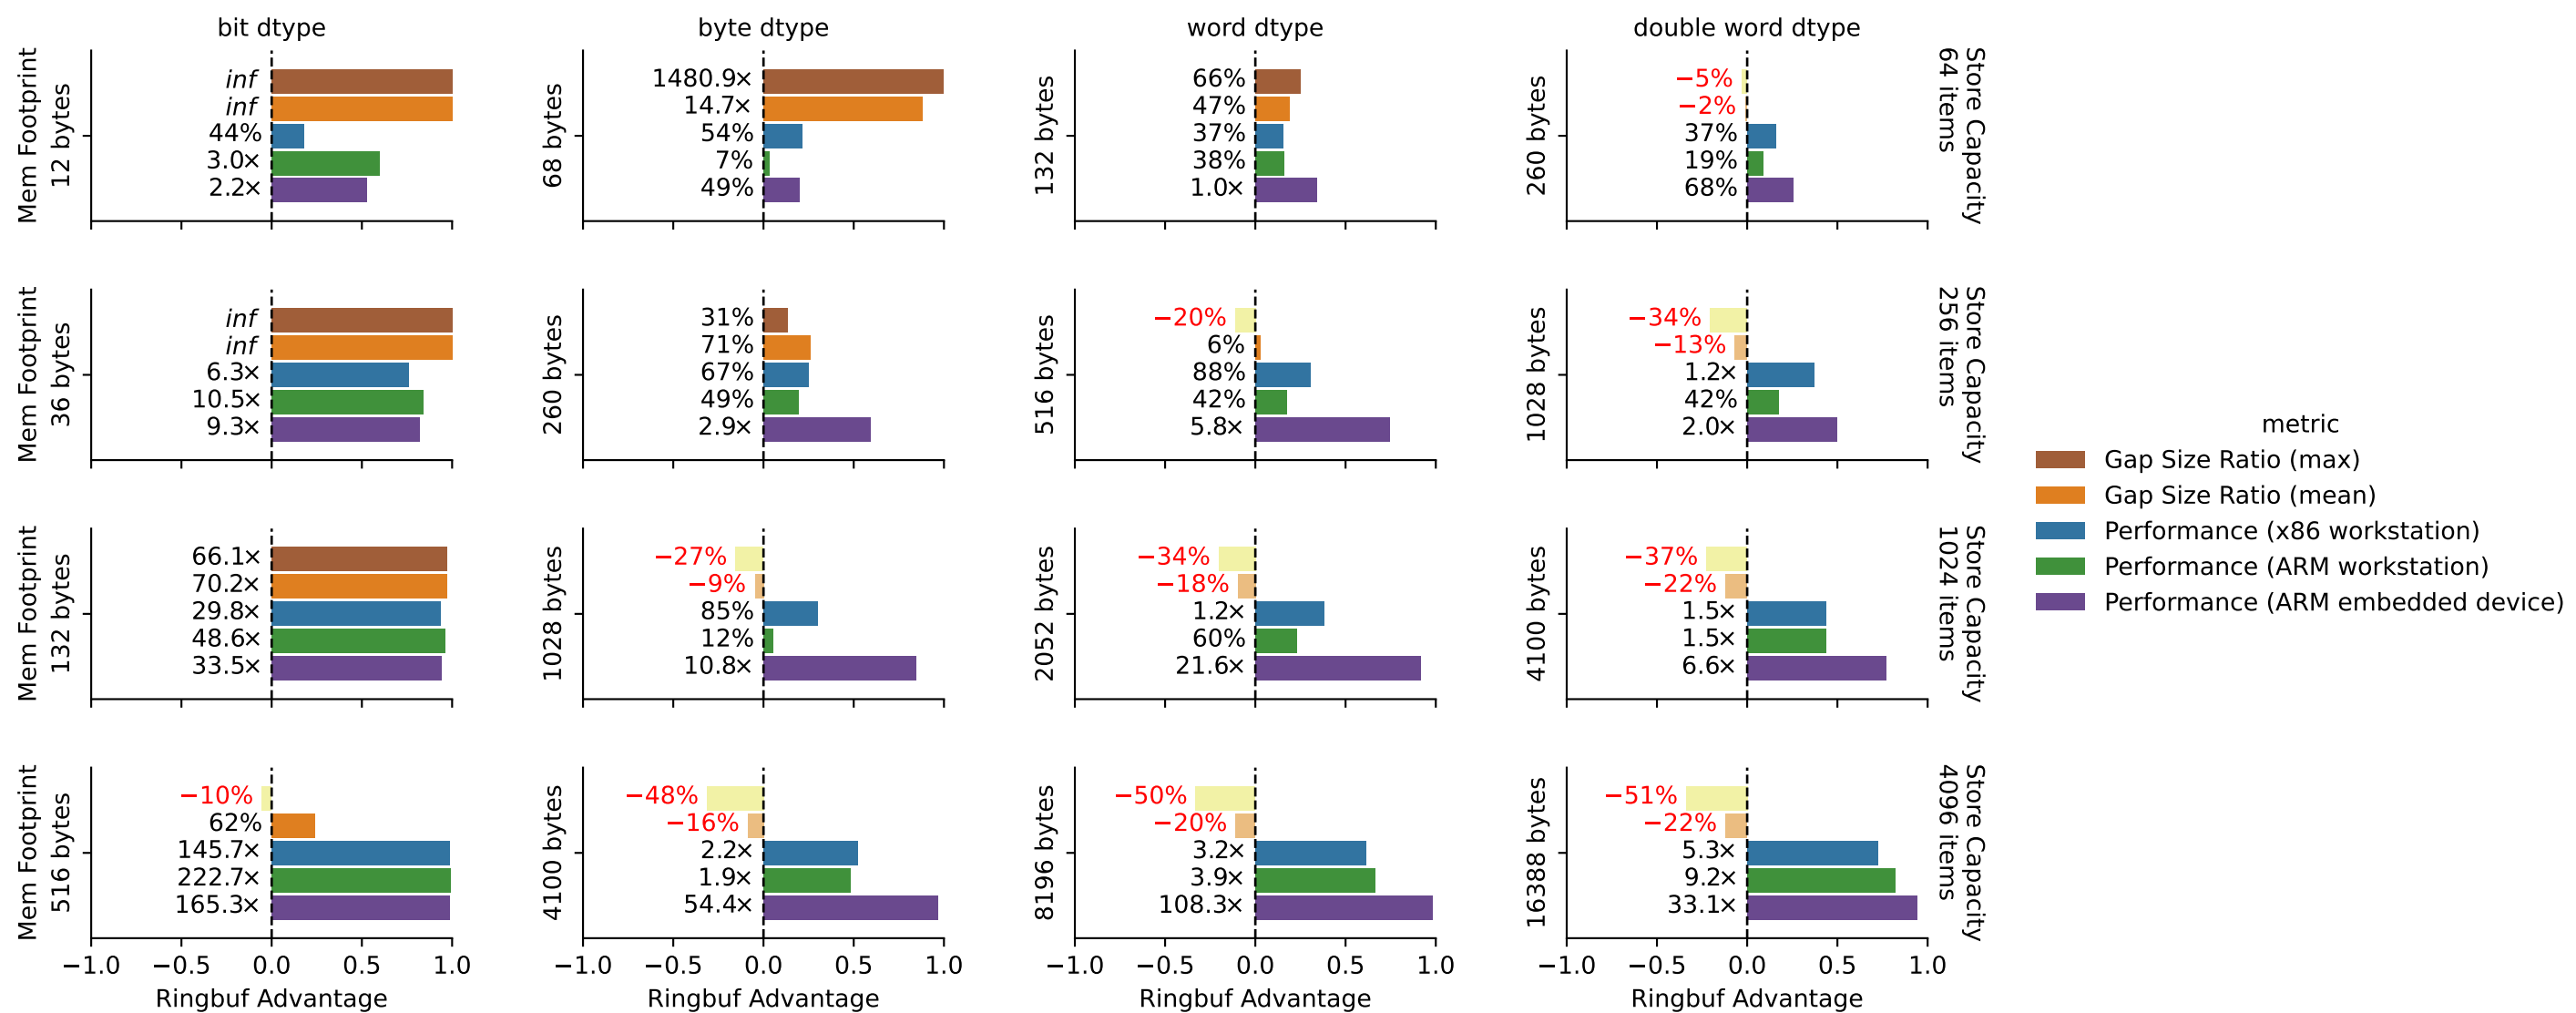 bit dtype
byte dtype
word dtype
double word dtype
Mem Footprint
12 bytes
inf
inf
44%
3.0×
2.2×
68 bytes
1480.9×
14.7×
54%
7%
49%
132 bytes
66%
47%
37%
38%
1.0×
260 bytes
−5%
−2%
37%
19%
68%
Store Capacity
64 items
Mem Footprint
36 bytes
inf
inf
6.3×
10.5×
9.3×
260 bytes
31%
71%
67%
49%
2.9×
516 bytes
−20%
6%
88%
42%
5.8×
1028 bytes
−34%
−13%
1.2×
42%
2.0×
Store Capacity
256 items
Mem Footprint
132 bytes
66.1×
70.2×
29.8×
48.6×
33.5×
1028 bytes
−27%
−9%
85%
12%
10.8×
2052 bytes
−34%
−18%
1.2×
60%
21.6×
4100 bytes
−37%
−22%
1.5×
1.5×
6.6×
Store Capacity
1024 items
Mem Footprint
516 bytes
−10%
62%
145.7×
222.7×
165.3×
4100 bytes
−48%
−16%
2.2×
1.9×
54.4×
8196 bytes
−50%
−20%
3.2×
3.9×
108.3×
16388 bytes
−51%
−22%
5.3×
9.2×
33.1×
Store Capacity
4096 items
−1.0 −0.5 0.0 0.5 1.0
−1.0 −0.5 0.0 0.5 1.0
−1.0 −0.5 0.0 0.5 1.0
−1.0 −0.5 0.0 0.5 1.0
Ringbuf Advantage
Ringbuf Advantage
Ringbuf Advantage
Ringbuf Advantage
metric
Gap Size Ratio (max)
Gap Size Ratio (mean)
Performance (x86 workstation)
Performance (ARM workstation)
Performance (ARM embedded device)